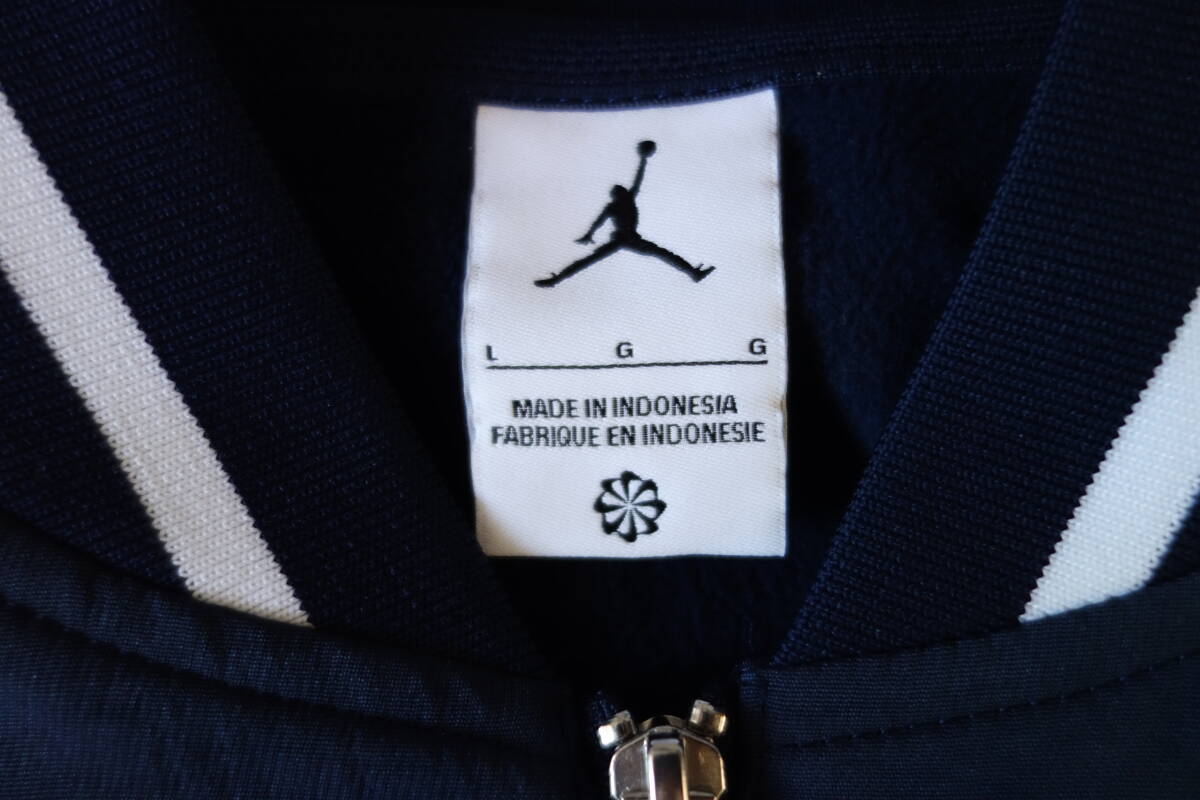 L G G
MADE IN INDONESIA
FABRIQUE EN INDONESIE